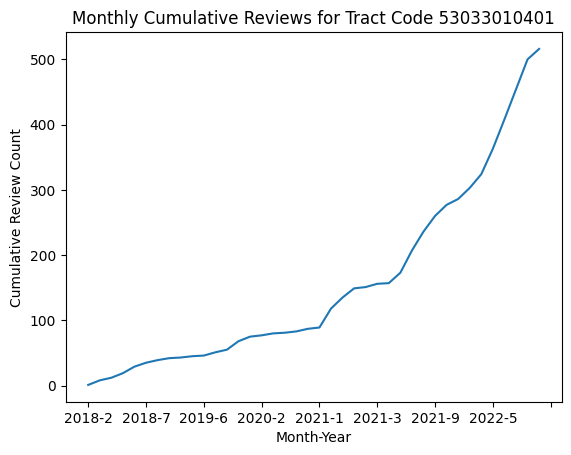 Monthly Cumulative Reviews for Tract Code 53033010401
Cumulative Review Count
500
400
300
200
100
0
2018-2 2018-7 2019-6 2020-2 2021-1 2021-3 2021-9 2022-5
Month-Year